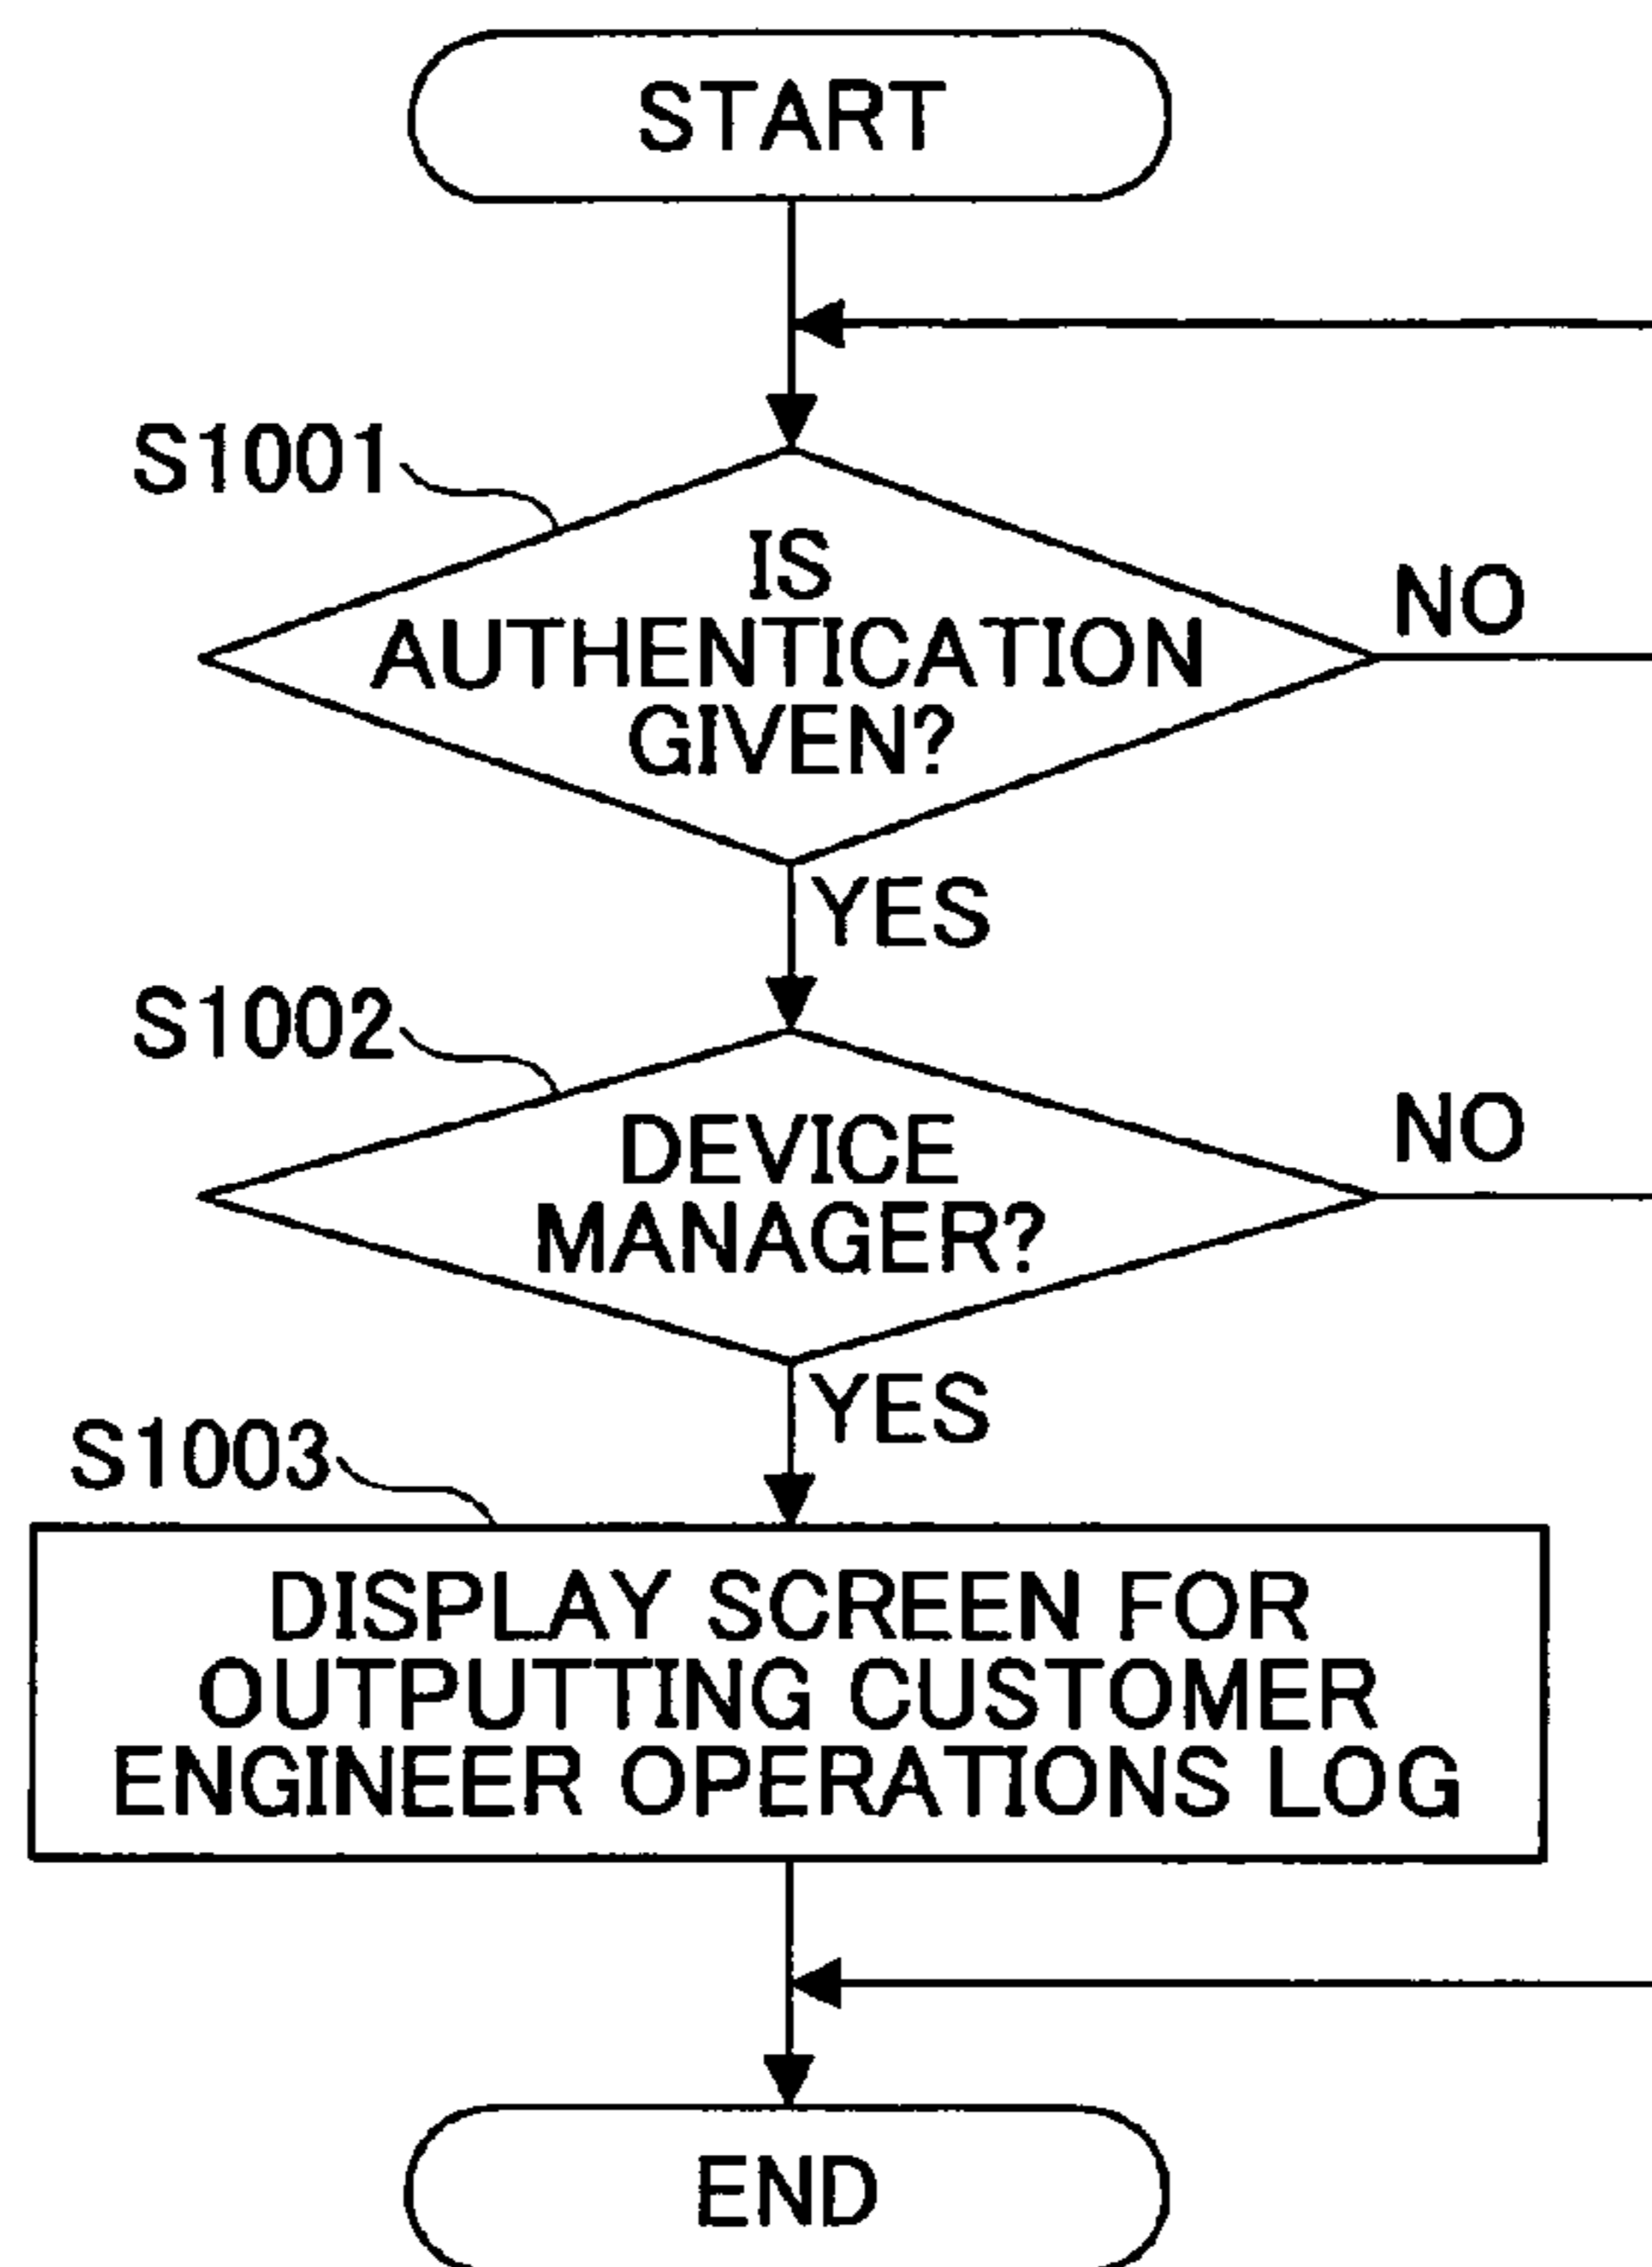 START
S1001
IS
AUTHENTICATION
GIVEN?
NO
YES
S1002
DEVICE
MANAGER?
NO
YES
S1003
DISPLAY SCREEN FOR
OUTPUTTING CUSTOMER
ENGINEER OPERATIONS LOG
END